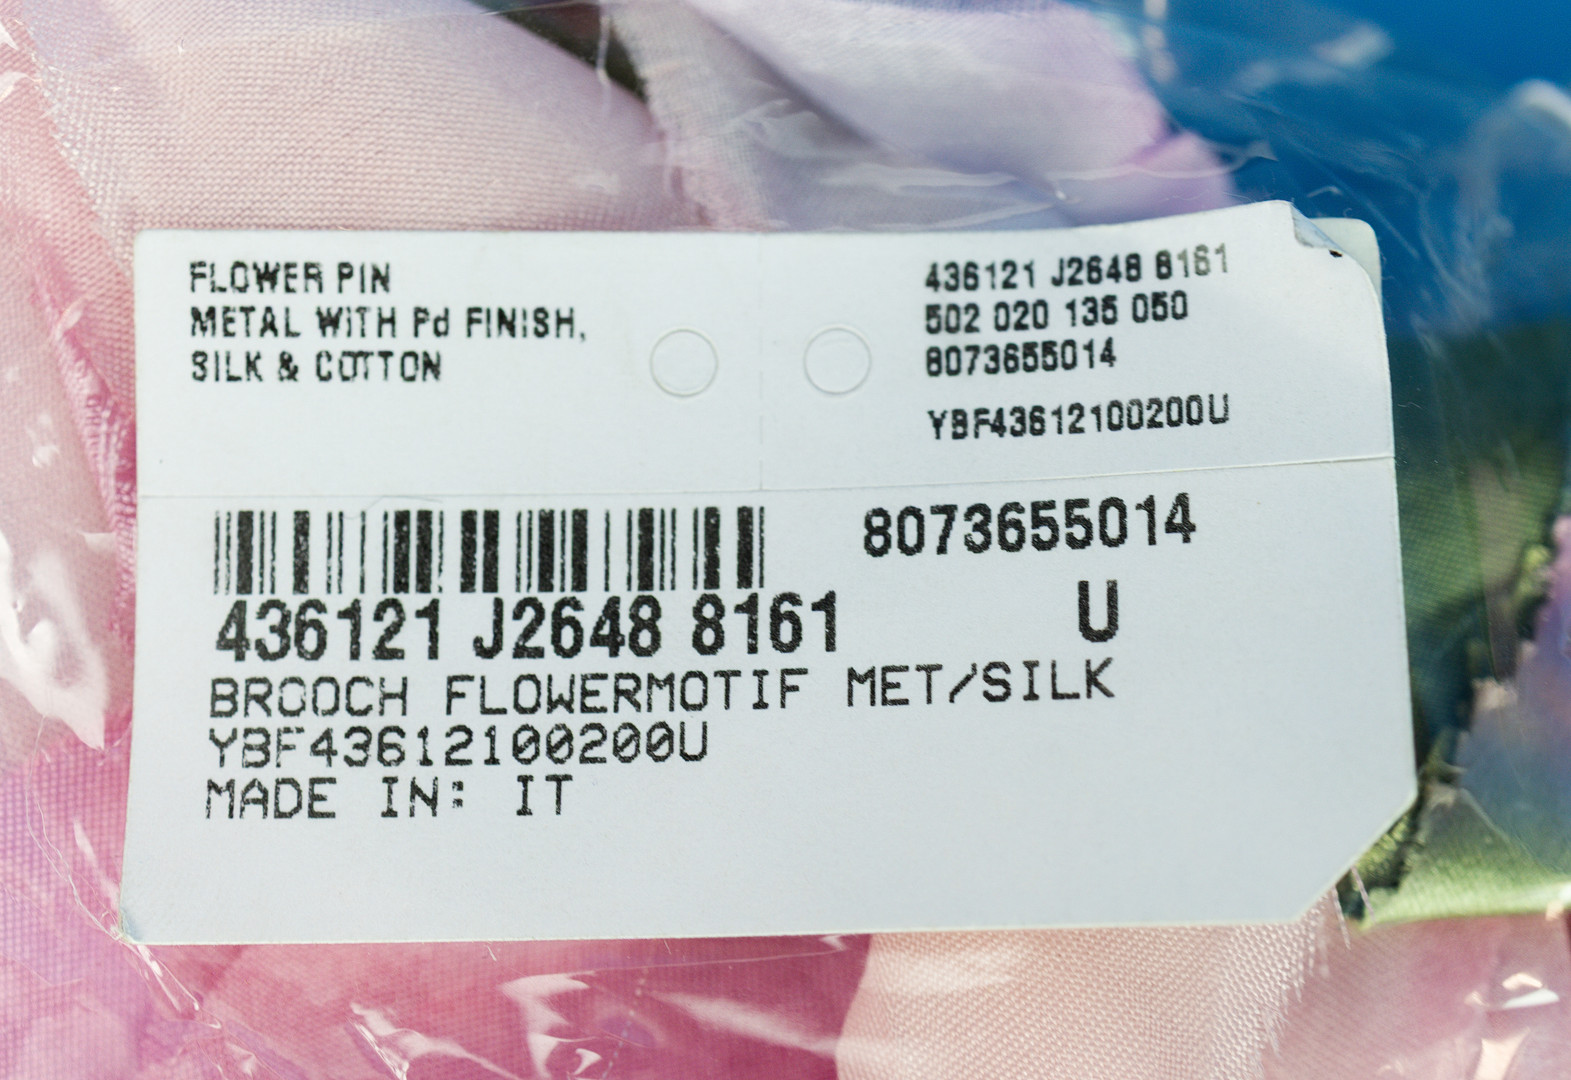 FLOWER PIN
METAL WITH Pd FINISH,
SILK & COTTON
436121 J2648 8161
502 020 135 050
8073655014
YBF43612100200U
8073655014
436121 J2648 8161 U
BROOCH FLOWERMOTIF MET/SILK
YBF43612100200U
MADE IN: IT